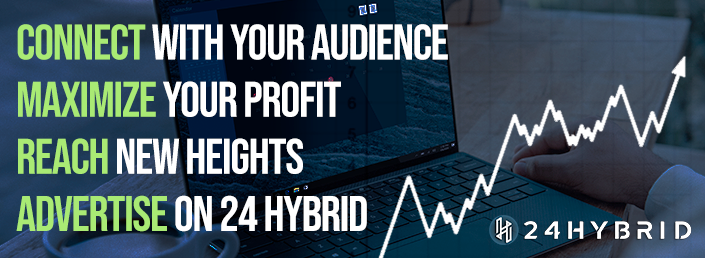 CONNECT WITH YOUR AUDIENCE
MAXIMIZE YOUR PROFIT
REACH NEW HEIGHTS
ADVERTISE ON 24 HYBRID
24HYBRID